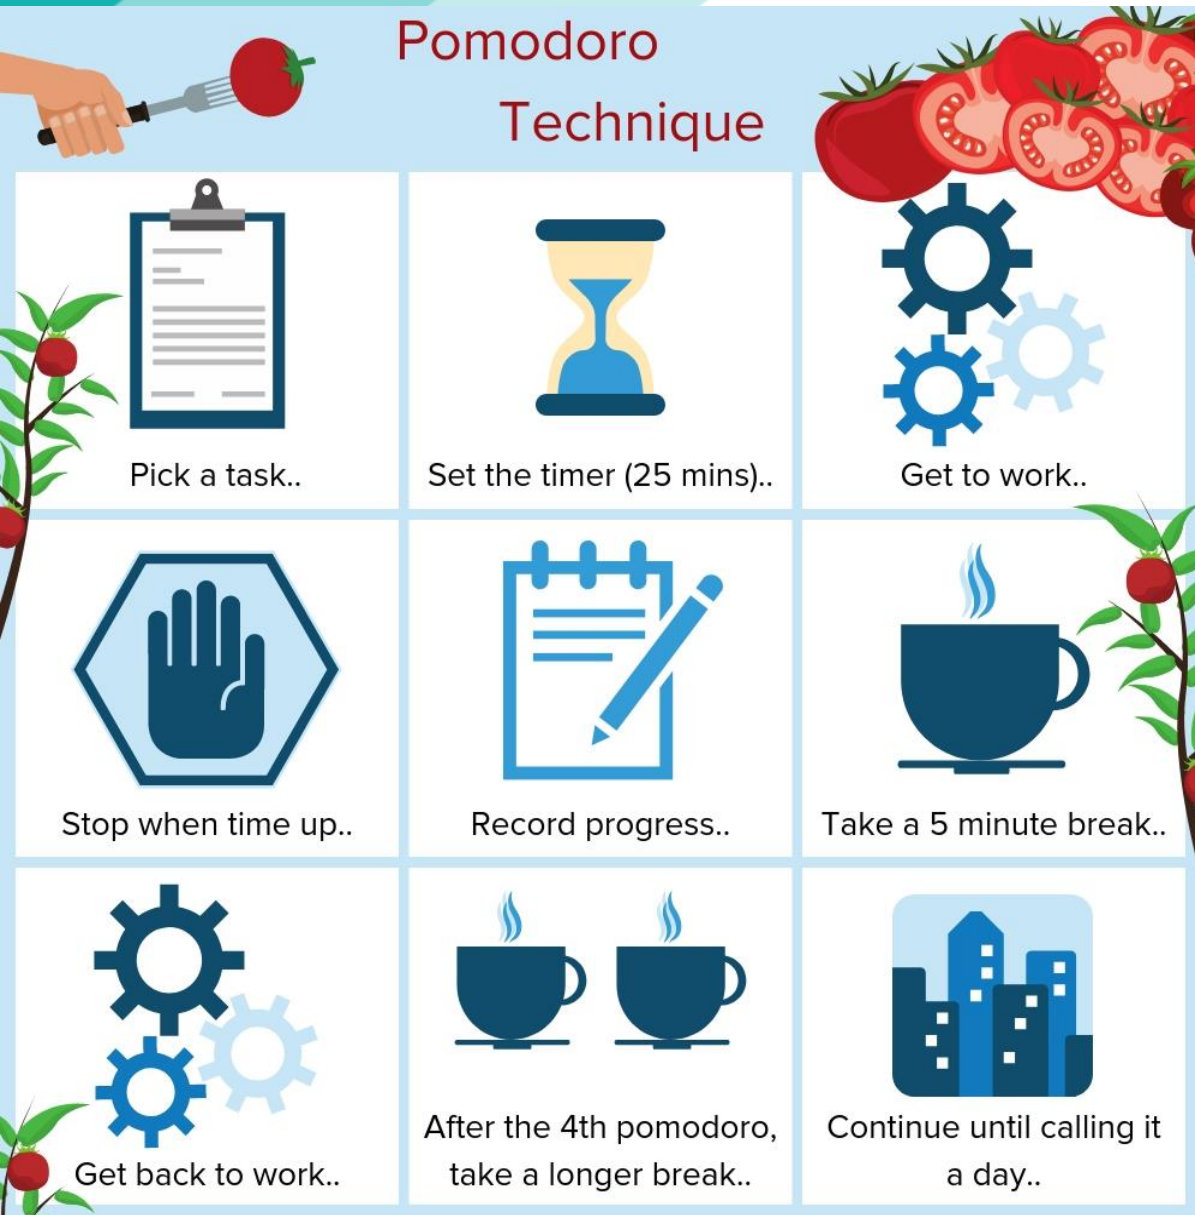 Pomodoro
Technique
Pick a task..
Set the timer (25 mins)..
Get to work..
Stop when time up..
Record progress..
Take a 5 minute break..
Get back to work..
After the 4th pomodoro,
take a longer break..
Continue until calling it
a day..